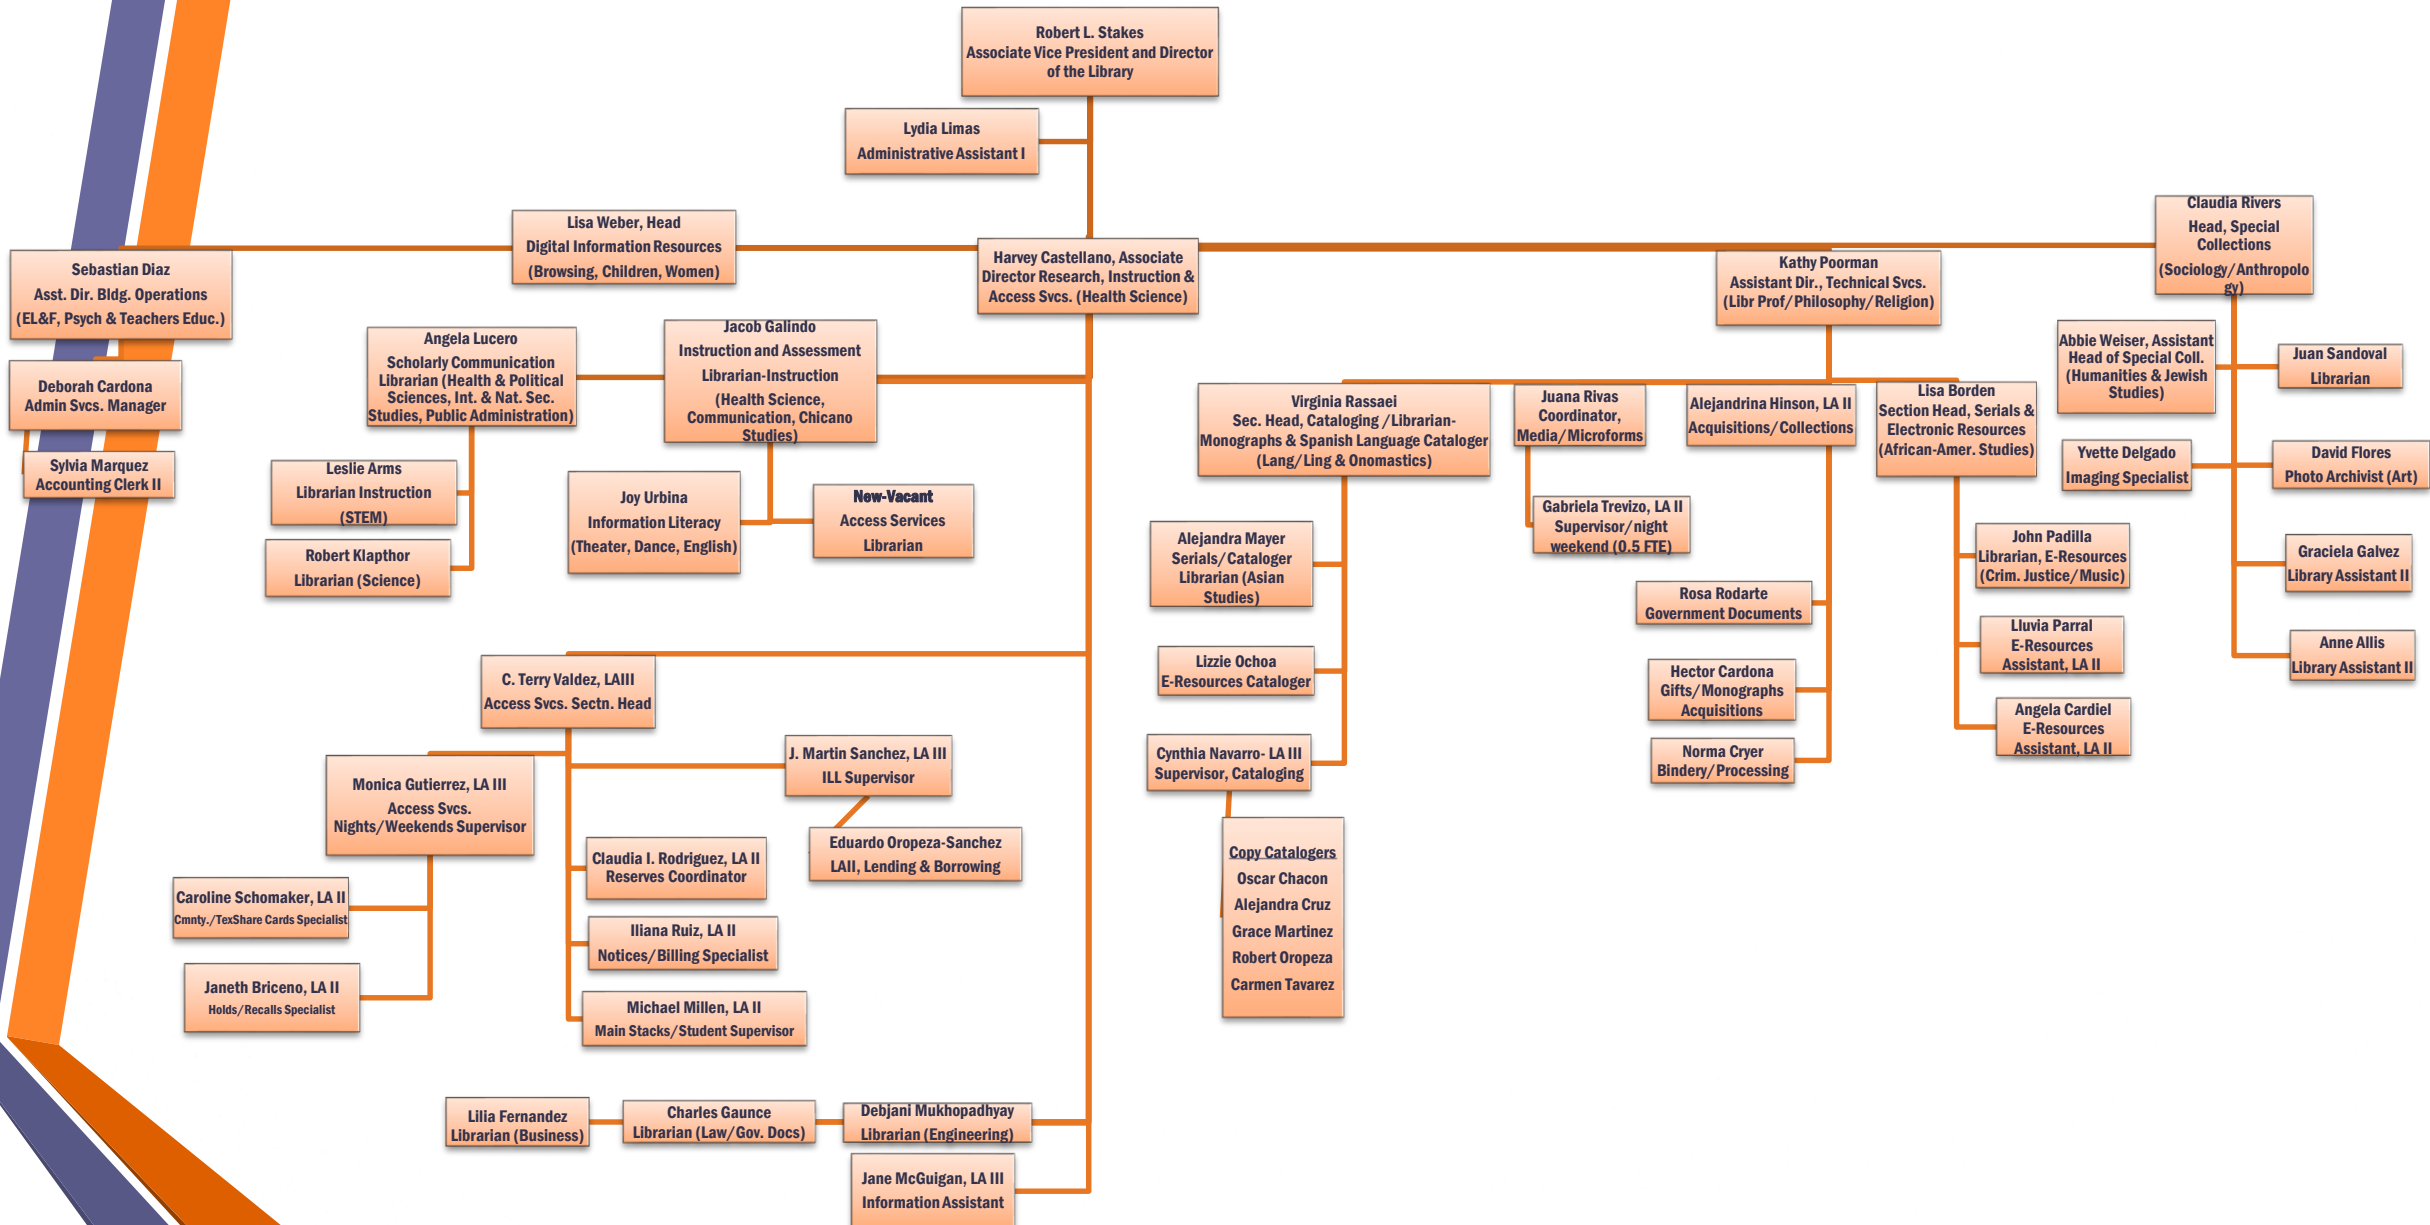 Robert L. Stakes
Associate Vice President and Director
of the Library
Lydia Limas
Administrative Assistant I
Sebastian Diaz
Asst. Dir. Bldg. Operations
(EL&F, Psych & Teachers Educ.)
Lisa Weber, Head
Digital Information Resources
(Browsing, Children, Women)
Harvey Castellano, Associate
Director Research, Instruction &
Access Svcs. (Health Science)
Kathy Poorman
Assistant Dir., Technical Svcs.
(Libr Prof/Philosophy/Religion)
Claudia Rivers
Head, Special
Collections
(Sociology/Anthropolo
gy)
Deborah Cardona
Admin Svcs. Manager
Sylvia Marquez
Accounting Clerk II
Angela Lucero
Scholarly Communication
Librarian (Health & Political
Sciences, Int. & Nat. Sec.
Studies, Public Administration)
Jacob Galindo
Instruction and Assessment
Librarian-Instruction
(Health Science,
Communication, Chicano
Studies)
Leslie Arms
Librarian Instruction
(STEM)
Robert Klapthor
Librarian (Science)
Joy Urbina
Information Literacy
(Theater, Dance, English)
New-Vacant
Access Services
Librarian
Virginia Rassaei
Sec. Head, Cataloging /Librarian-
Monographs & Spanish Language Cataloger
(Lang/Ling & Onomastics)
Juana Rivas
Coordinator,
Media/Microforms
Alejandrina Hinson, LA II
Acquisitions/Collections
Lisa Borden
Section Head, Serials &
Electronic Resources
(African-Amer. Studies)
Abbie Weiser, Assistant
Head of Special Coll.
(Humanities & Jewish
Studies)
Juan Sandoval
Librarian
Yvette Delgado
Imaging Specialist
David Flores
Photo Archivist (Art)
Graciela Galvez
Library Assistant II
Anne Allis
Library Assistant II
Alejandra Mayer
Serials/Cataloger
Librarian (Asian
Studies)
Lizzie Ochoa
E-Resources Cataloger
Cynthia Navarro- LA III
Supervisor, Cataloging
Copy Catalogers
Oscar Chacon
Alejandra Cruz
Grace Martinez
Robert Oropeza
Carmen Tavarez
Gabriela Trevizo, LA II
Supervisor/night
weekend (0.5 FTE)
Rosa Rodarte
Government Documents
Hector Cardona
Gifts/Monographs
Acquisitions
Norma Cryer
Bindery/Processing
John Padilla
Librarian, E-Resources
(Crim. Justice/Music)
Lluvia Parral
E-Resources
Assistant, LA II
Angela Cardiel
E-Resources
Assistant, LA II
C. Terry Valdez, LAIII
Access Svcs. Sectn. Head
Monica Gutierrez, LA III
Access Svcs.
Nights/Weekends Supervisor
J. Martin Sanchez, LA III
ILL Supervisor
Eduardo Oropeza-Sanchez
LAII, Lending & Borrowing
Caroline Schomaker, LA II
Cmnty./TexShare Cards Specialist
Janeth Briceno, LA II
Holds/Recalls Specialist
Claudia I. Rodriguez, LA II
Reserves Coordinator
Iliana Ruiz, LA II
Notices/Billing Specialist
Michael Millen, LA II
Main Stacks/Student Supervisor
Lilia Fernandez
Librarian (Business)
Charles Gaunce
Librarian (Law/Gov. Docs)
Debjani Mukhopadhyay
Librarian (Engineering)
Jane McGuigan, LA III
Information Assistant